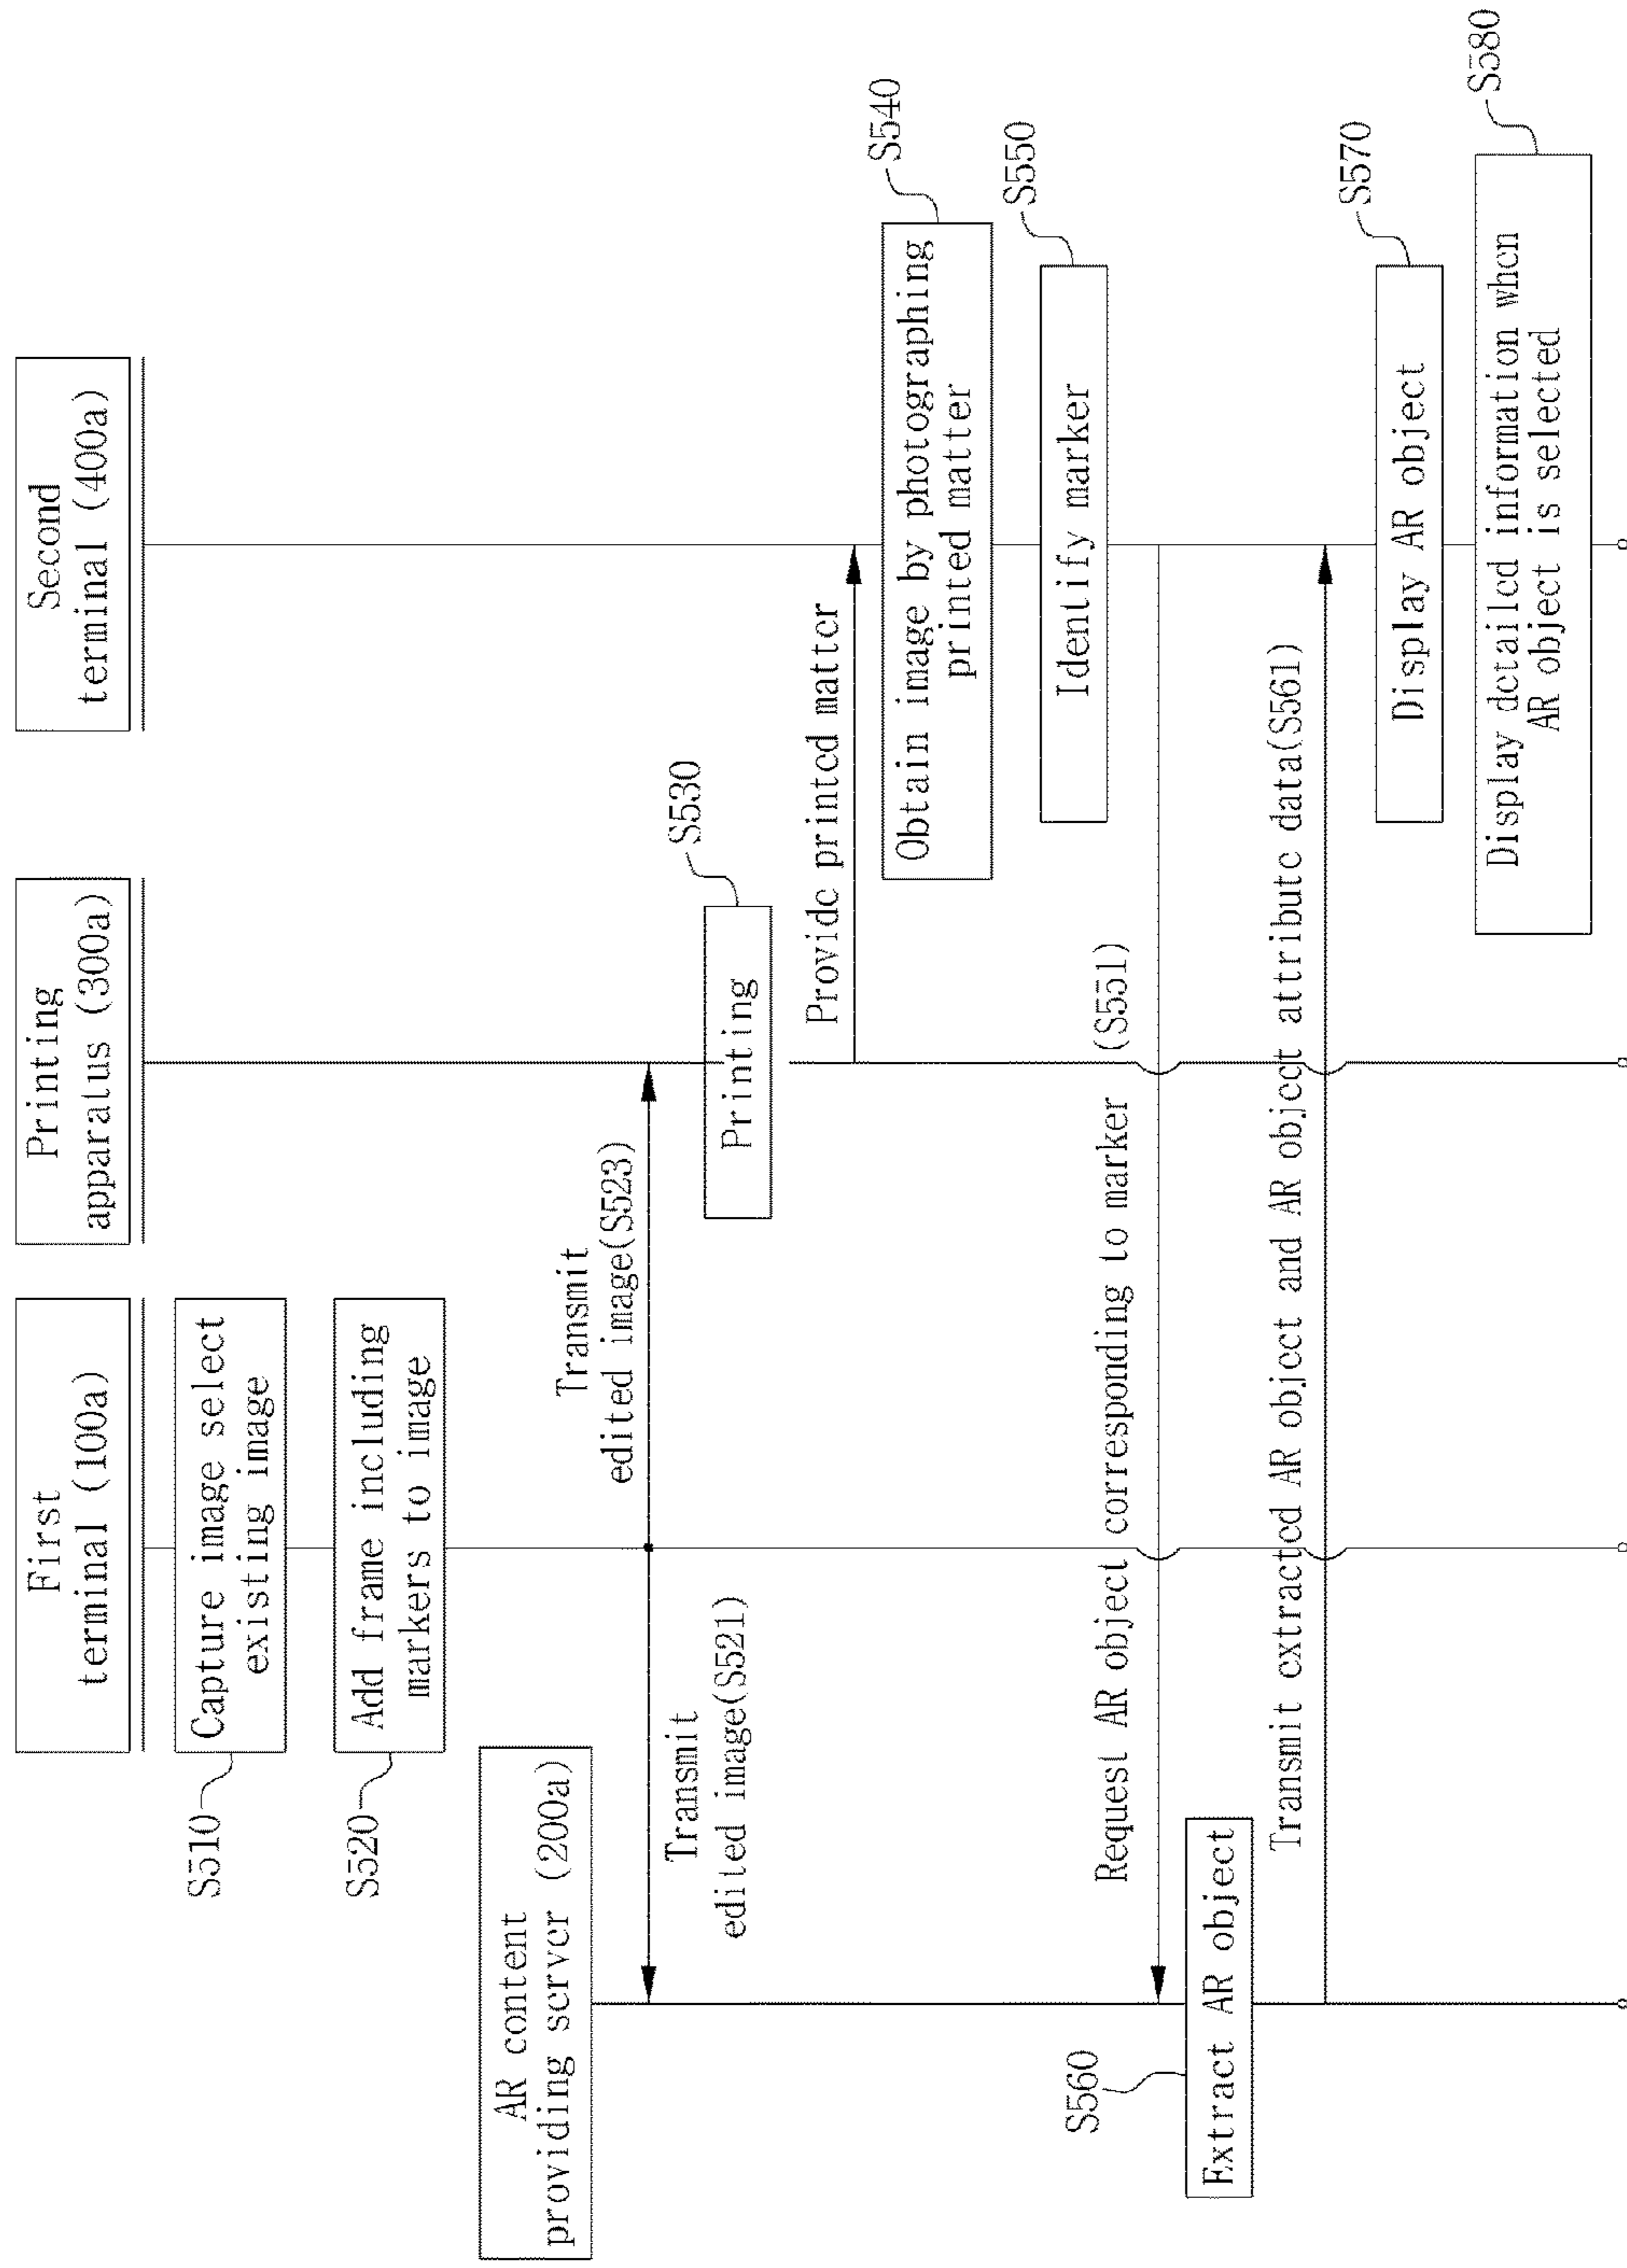 First
terminal (100a)
Printing
apparatus (300a)
Second
terminal (400a)
S510
Capture image select
existing image
S520
Add frame including
markers to image
AR content
providing server (200a)
Transmit
edited image(S523)
Transmit
edited image(S521)
S530
Printing
Provide printed matter
S540
Obtain image by photographing
printed matter
S550
Identify marker
Request AR object corresponding to marker (S551)
S560
Extract AR object
Transmit extracted AR object and AR object attribute data(S561)
S570
Display AR object
S580
Display detailed information when
AR object is selected